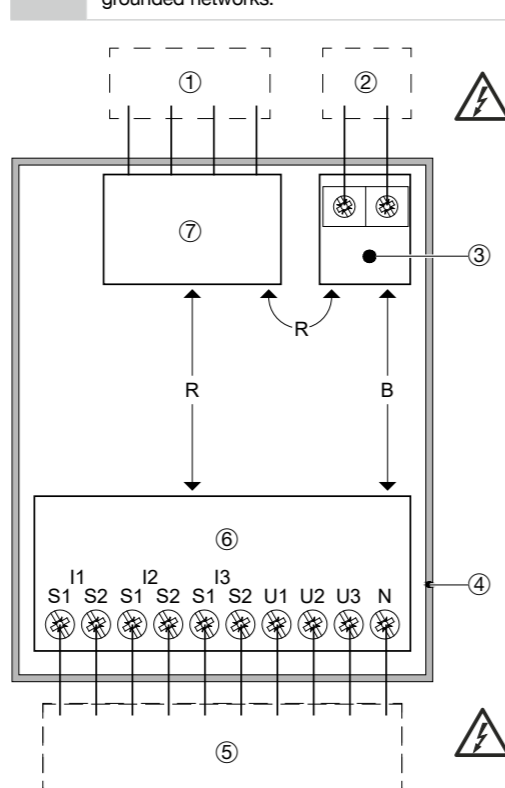 grounded networks.
① ②
⑦
③
R
R B
⑥
I1 I2 I3
S1 S2 S1 S2 S1 S2 U1 U2 U3 N
④
⑤